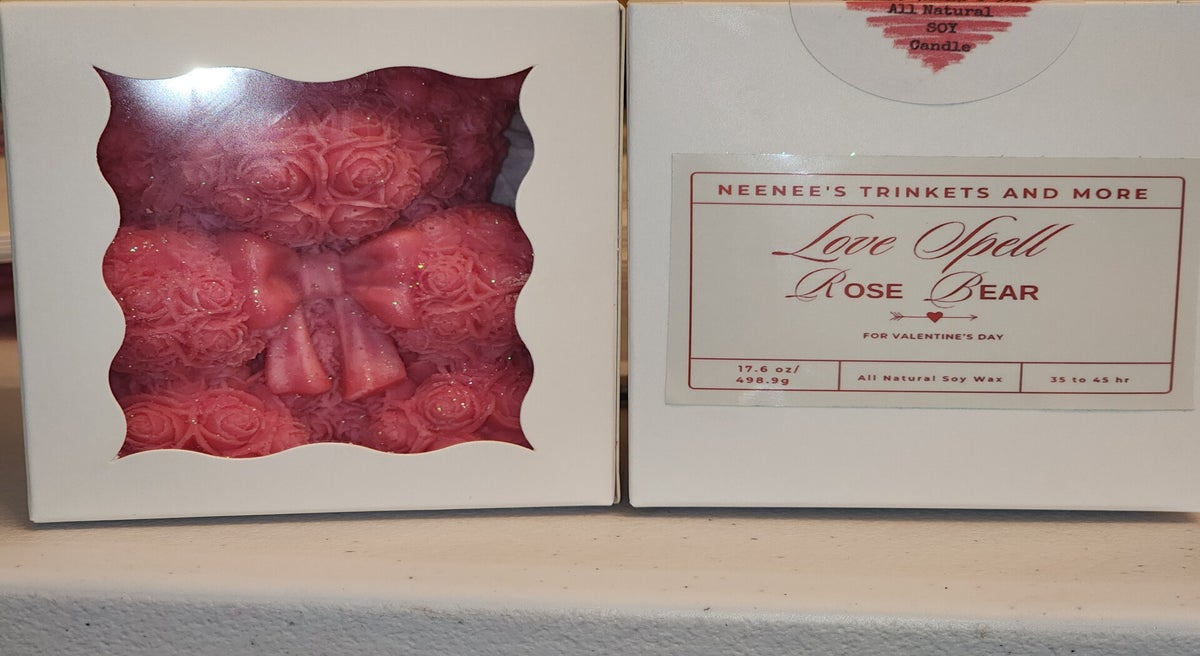 All Natural
SOY
Candle
NEENEE'S TRINKETS AND MORE
Love Spell
ROSE BEAR
FOR VALENTINE'S DAY
17.6 oz/
498.9g
All Natural Soy Wax
35 to 45 hr